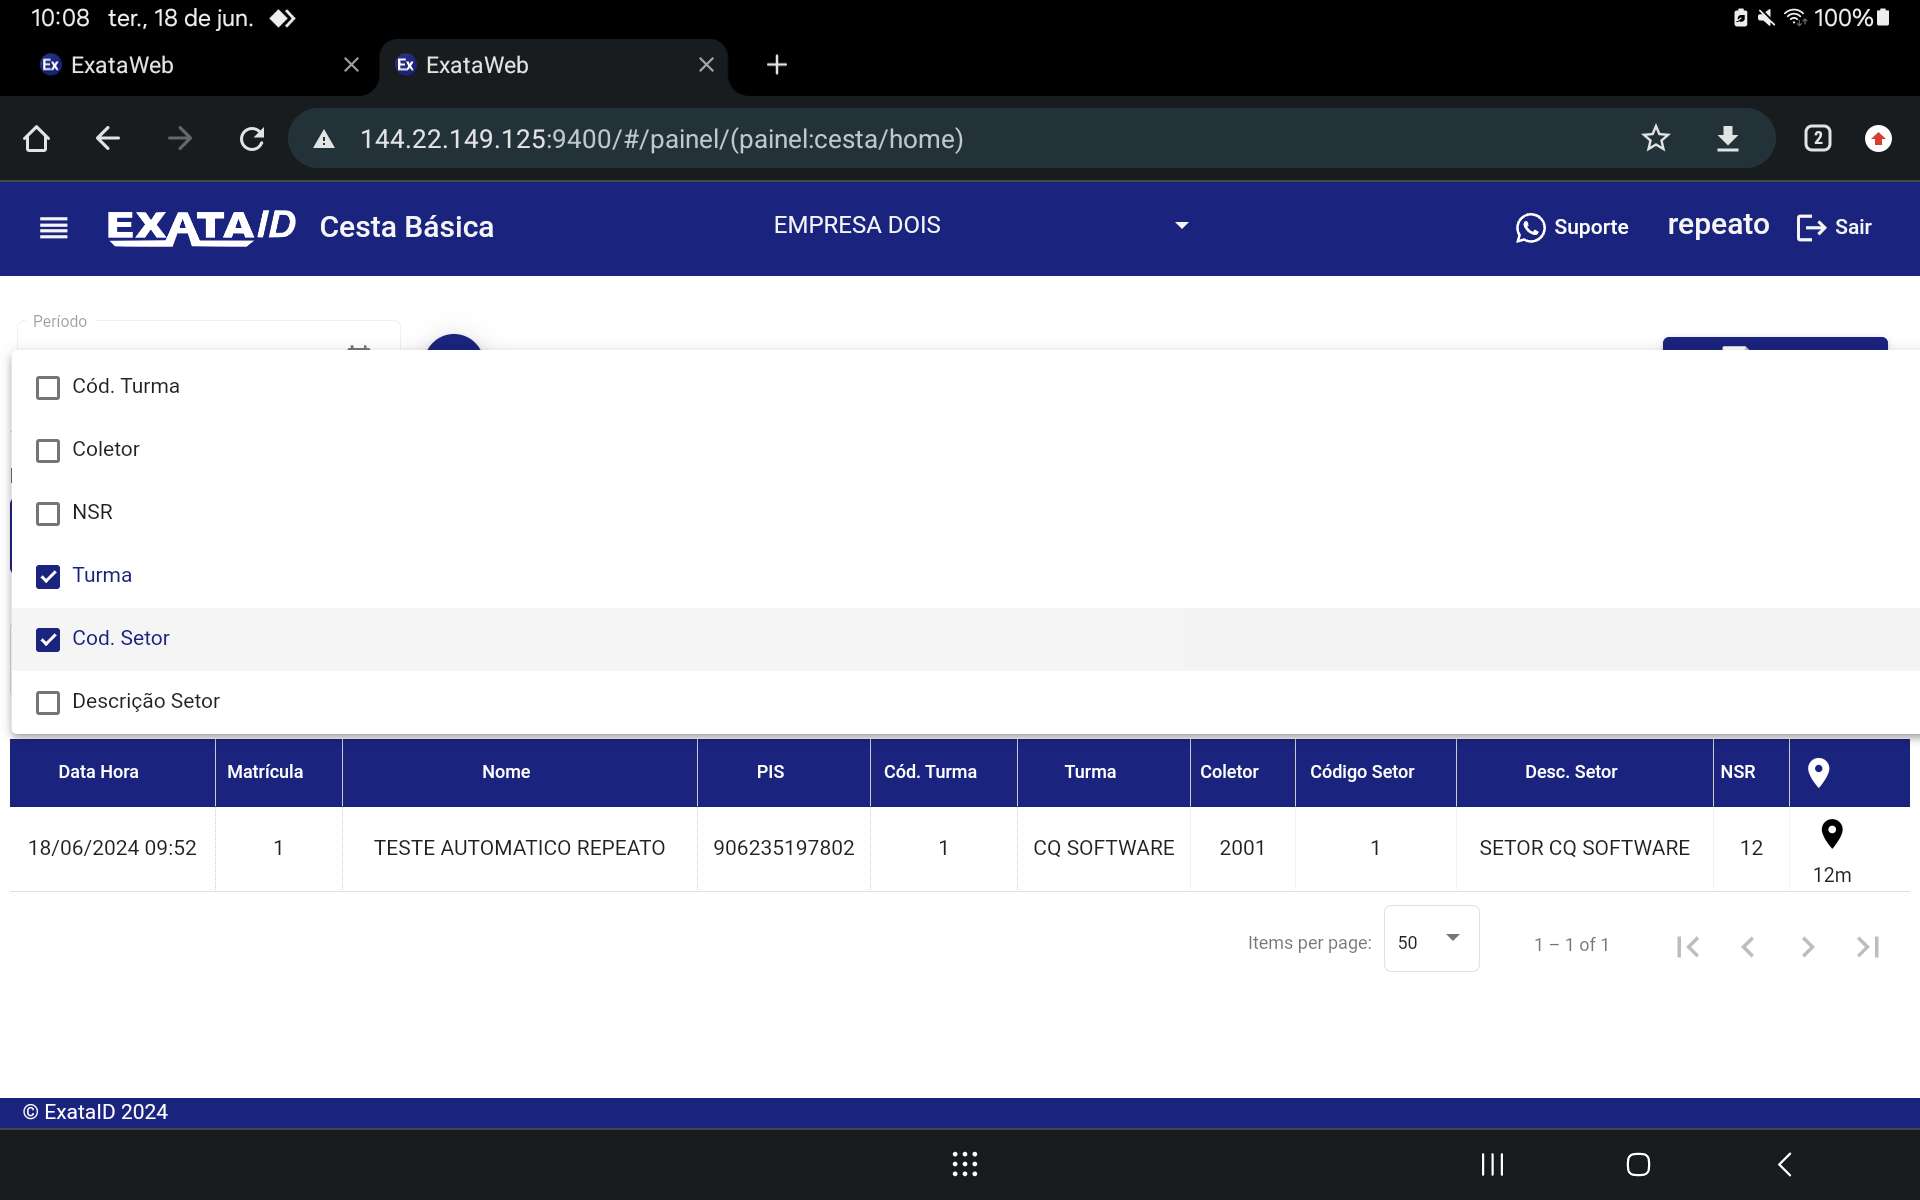 10:08 ter., 18 de jun. 100%
Ex ExataWeb Ex ExataWeb
144.22.149.125:9400/#/painel/(painel:cesta/home) 2
EXATAID Cesta Básica EMPRESA DOIS Suporte repeato Sair
Período
Cód. Turma
Coletor
NSR
Turma
Cod. Setor
Descrição Setor
Data Hora Matrícula Nome PIS Cód. Turma Turma Coletor Código Setor Desc. Setor NSR
18/06/2024 09:52 1 TESTE AUTOMATICO REPEATO 906235197802 1 CQ SOFTWARE 2001 1 SETOR CQ SOFTWARE 12
12m
Items per page: 50 1 – 1 of 1
© ExataID 2024